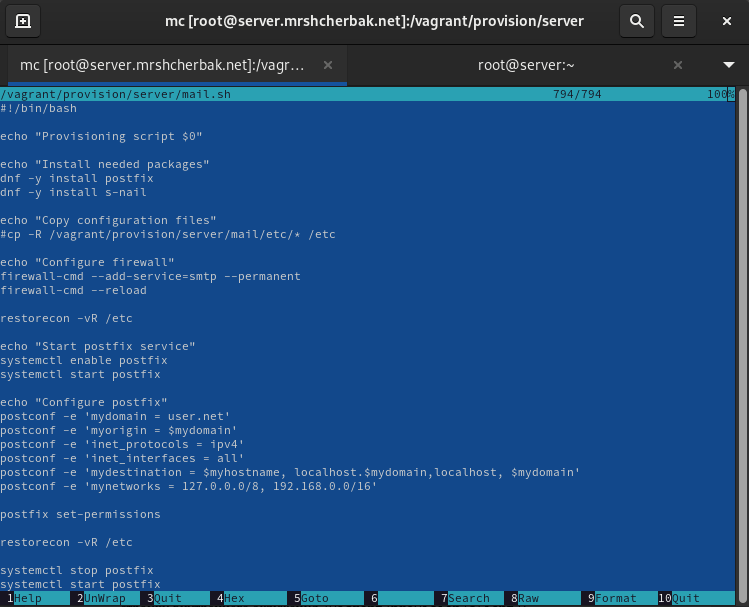 mc [root@server.mrshcherbak.net]:/vagrant/provision/server
mc [root@server.mrshcherbak.net]:/vagr...
root@server:~
/vagrant/provision/server/mail.sh 794/794 100%
#!/bin/bash
echo "Provisioning script $0"
echo "Install needed packages"
dnf -y install postfix
dnf -y install s-nail
echo "Copy configuration files"
#cp -R /vagrant/provision/server/mail/etc/* /etc
echo "Configure firewall"
firewall-cmd --add-service=smtp --permanent
firewall-cmd --reload
restorecon -vR /etc
echo "Start postfix service"
systemctl enable postfix
systemctl start postfix
echo "Configure postfix"
postconf -e 'mydomain = user.net'
postconf -e 'myorigin = $mydomain'
postconf -e 'inet_protocols = ipv4'
postconf -e 'inet_interfaces = all'
postconf -e 'mydestination = $myhostname, localhost.$mydomain,localhost, $mydomain'
postconf -e 'mynetworks = 127.0.0.0/8, 192.168.0.0/16'
postfix set-permissions
restorecon -vR /etc
systemctl stop postfix
systemctl start postfix
1Help 2UnWrap 3Quit 4Hex 5Goto 6 7Search 8Raw 9Format 10Quit